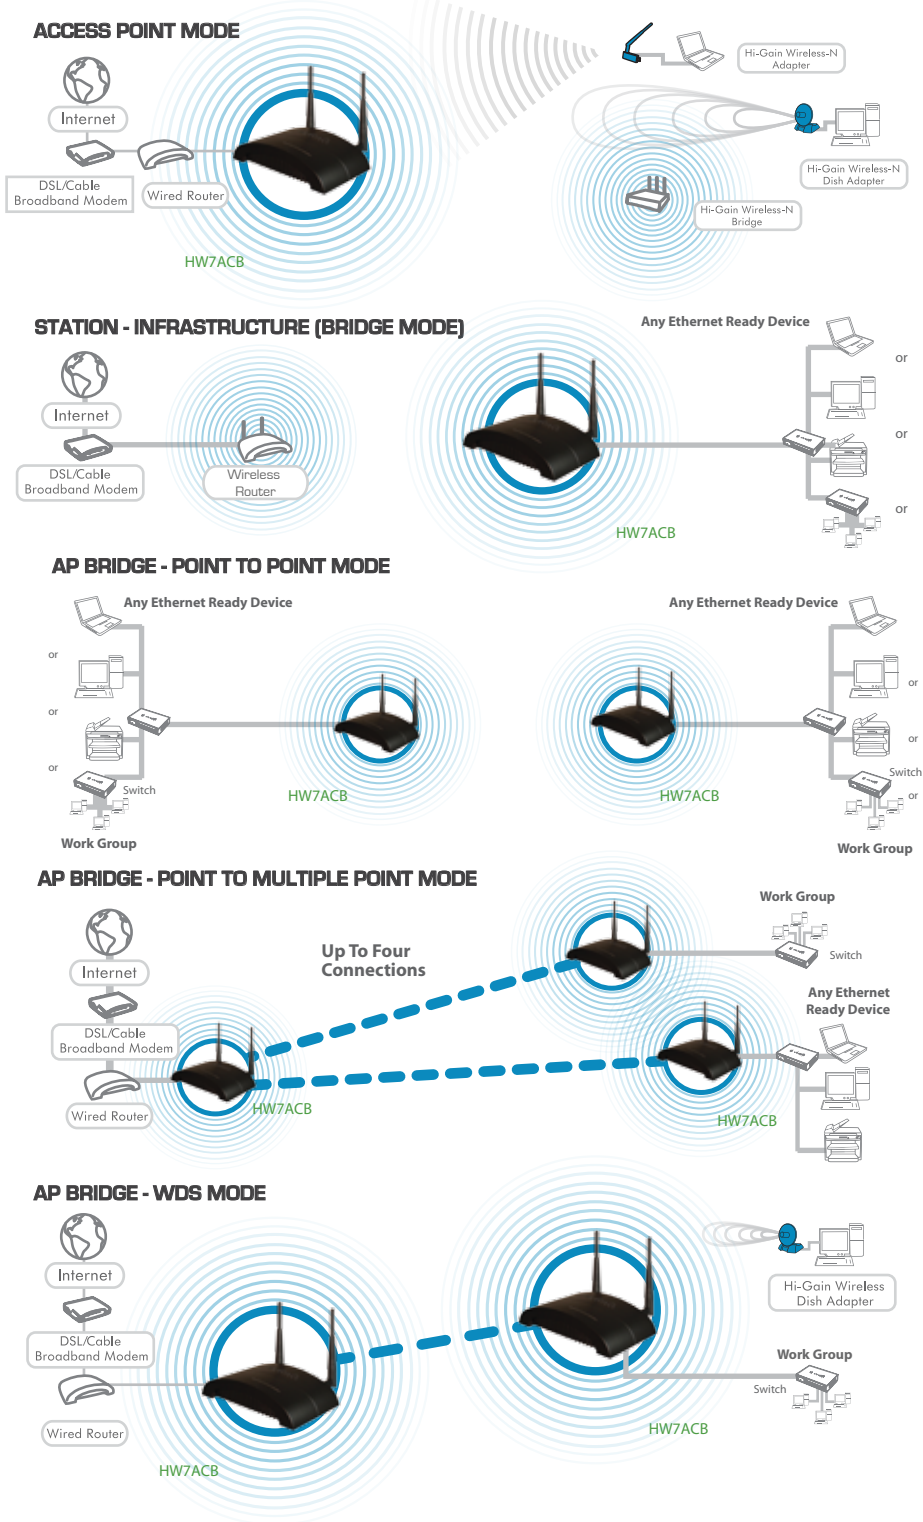 ACCESS POINT MODE
Internet
DSL/Cable
Broadband Modem
Wired Router
HW7ACB
Hi-Gain Wireless-N
Adapter
Hi-Gain Wireless-N
Dish Adapter
Hi-Gain Wireless-N
Bridge
STATION - INFRASTRUCTURE (BRIDGE MODE)
Internet
DSL/Cable
Broadband Modem
Wireless
Router
HW7ACB
Any Ethernet Ready Device
or
or
or
AP BRIDGE - POINT TO POINT MODE
Any Ethernet Ready Device
or
or
or
Switch
Work Group
HW7ACB
Any Ethernet Ready Device
or
or
Switch
or
Work Group
HW7ACB
AP BRIDGE - POINT TO MULTIPLE POINT MODE
Internet
DSL/Cable
Broadband Modem
Wired Router
HW7ACB
Up To Four
Connections
Work Group
Switch
Any Ethernet
Ready Device
HW7ACB
AP BRIDGE - WDS MODE
Internet
DSL/Cable
Broadband Modem
Wired Router
HW7ACB
Hi-Gain Wireless
Dish Adapter
Work Group
Switch
HW7ACB